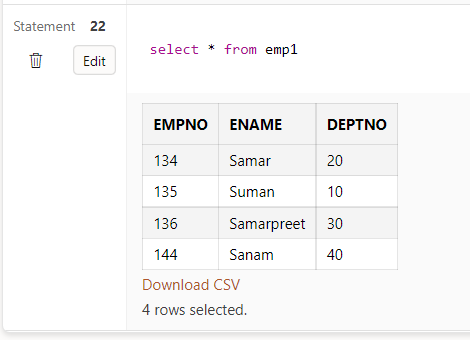 Statement 22
Edit
select * from emp1
EMPNO ENAME DEPTNO
134 Samar 20
135 Suman 10
136 Samarpreet 30
144 Sanam 40
Download CSV
4 rows selected.